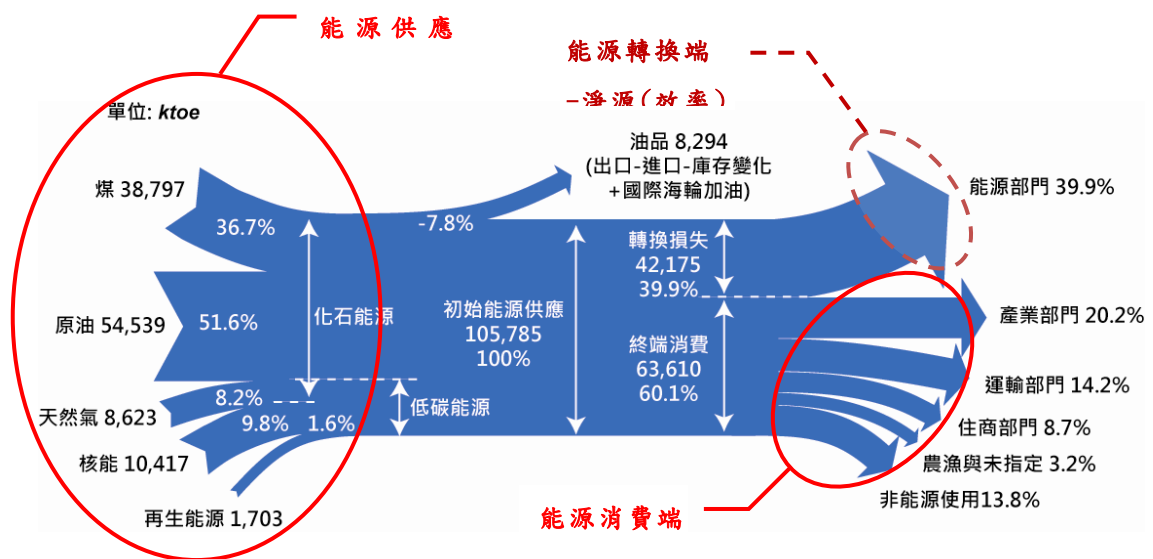 能源供應
能源轉換端
-淨源(效率)
單位: ktoe
油品 8,294
(出口-進口-庫存變化
+國際海輪加油)
煤 38,797
36.7%
-7.8%
能源部門 39.9%
轉換損失
42,175
39.9%
原油 54,539
51.6%
化石能源
初始能源供應
105,785
100%
產業部門 20.2%
終端消費
63,610
60.1%
運輸部門 14.2%
天然氣 8,623
8.2%
低碳能源
9.8%
1.6%
住商部門 8.7%
核能 10,417
農漁與未指定 3.2%
非能源使用13.8%
再生能源 1,703
能源消費端